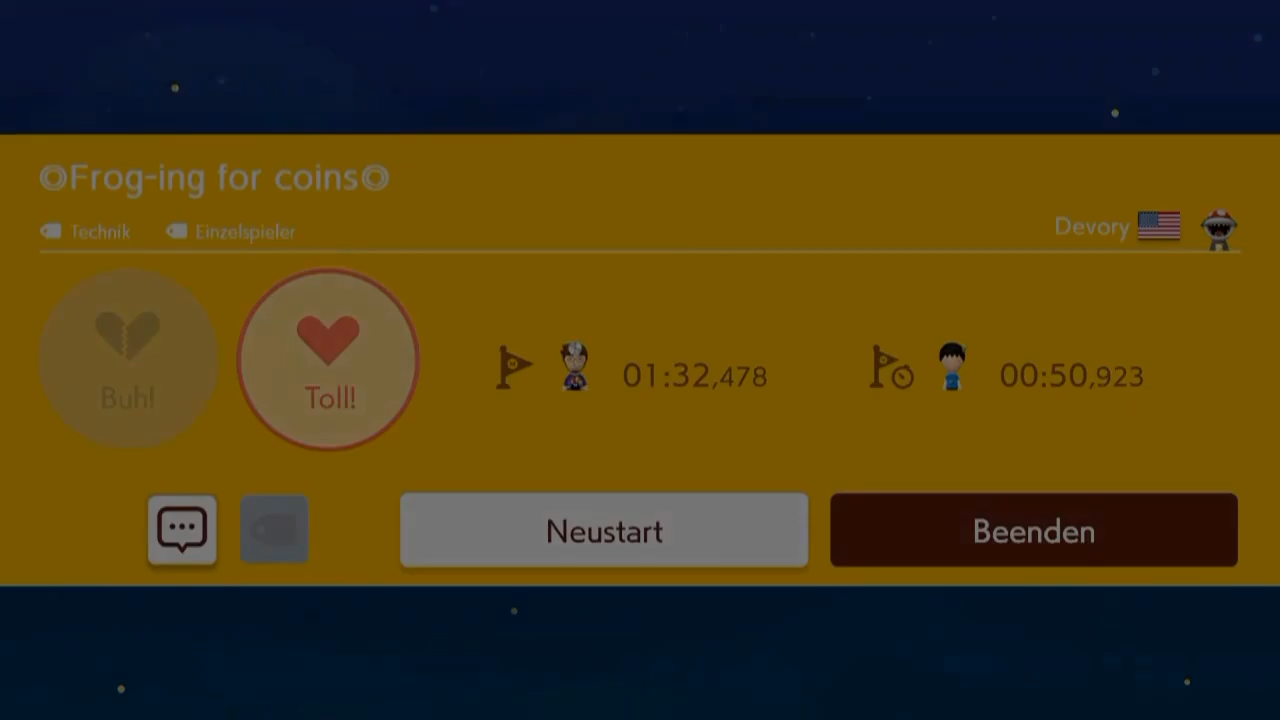 ◎Frog-ing for coins◎
Technik Einzelspieler
Devory
Buh!
Toll!
01:32,478
00:50,923
Neustart
Beenden